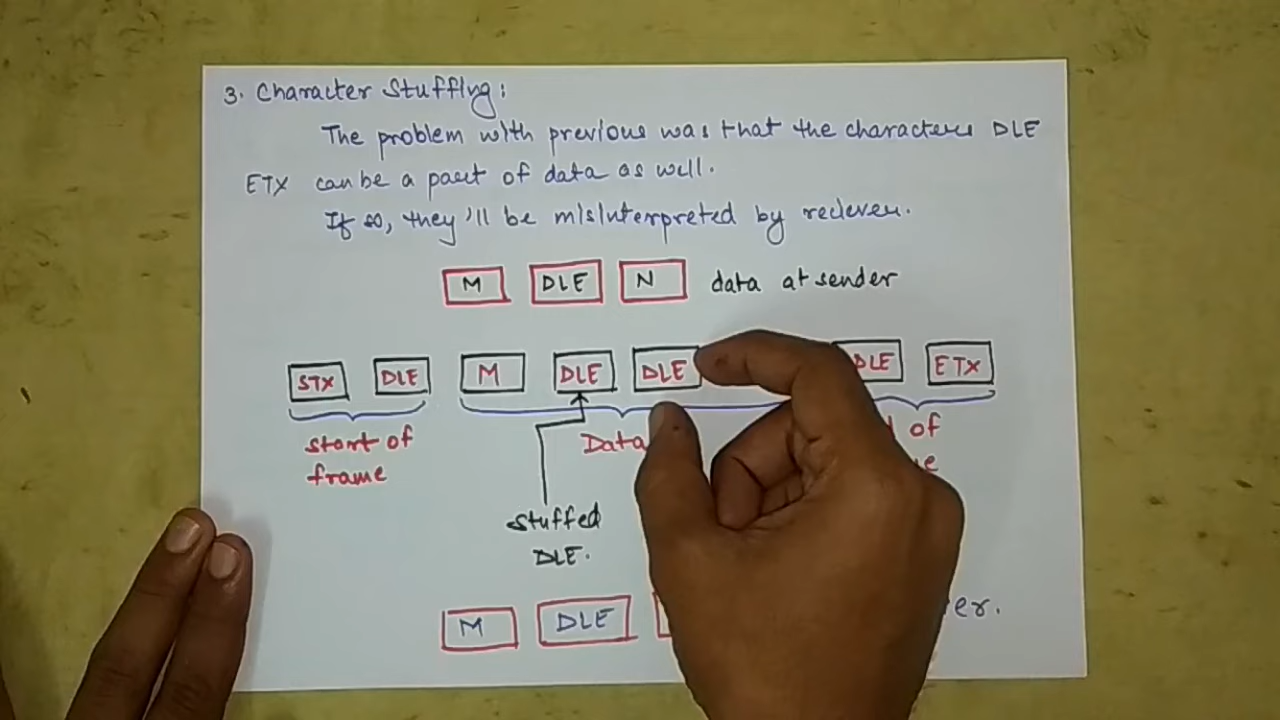 3. Character Stuffing:
The problem with previous was that the characters DLE
ETX can be a part of data as well.
If so, they'll be misinterpreted by reciever.
M DLE N data at sender
STX DLE M DLE DLE DLE ETX
Start of frame
Data
of
Stuffed
DLE.
M DLE